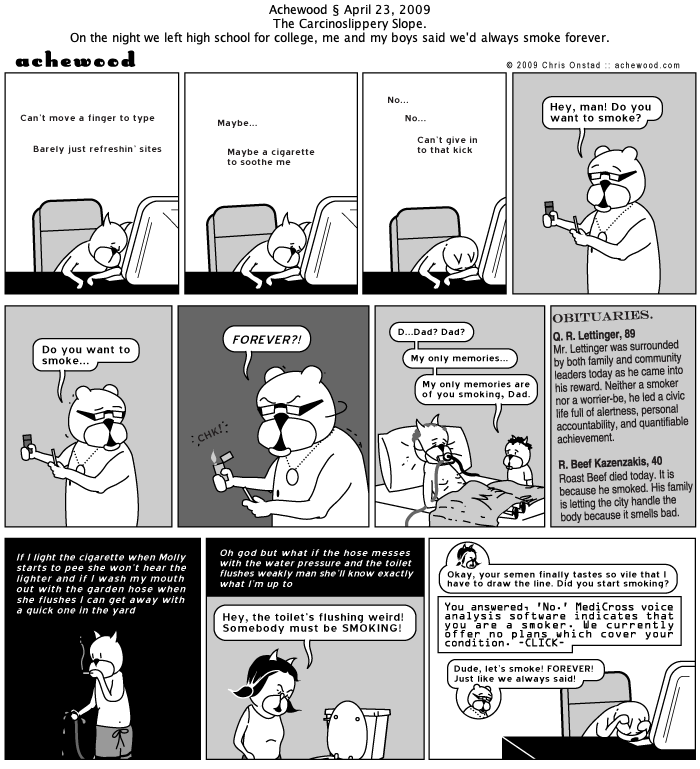 Achewood § April 23, 2009
The Carcinoslippery Slope.
On the night we left high school for college, me and my boys said we'd always smoke forever.
achewood
© 2009 Chris Onstad :: achewood.com
Can't move a finger to type
Barely just refreshin' sites
Maybe...
Maybe a cigarette
to soothe me
No...
No...
Can't give in
to that kick
Hey, man! Do you
want to smoke?
Do you want to
smoke...
FOREVER?!
CHK!
D...Dad? Dad?
My only memories...
My only memories are
of you smoking, Dad.
OBITUARIES.
Q. R. Lettinger, 89
Mr. Lettinger was surrounded
by both family and community
leaders today as he came into
his reward. Neither a smoker
nor a worrier-be, he led a civic
life full of alertness, personal
accountability, and quantifiable
achievement.
R. Beef Kazenzakis, 40
Roast Beef died today. It is
because he smoked. His family
is letting the city handle the
body because it smells bad.
If I light the cigarette when Molly
starts to pee she won't hear the
lighter and if I wash my mouth
out with the garden hose when
she flushes I can get away with
a quick one in the yard
Oh god but what if the hose messes
with the water pressure and the toilet
flushes weakly man she'll know exactly
what I'm up to
Hey, the toilet's flushing weird!
Somebody must be SMOKING!
Okay, your semen finally tastes so vile that I
have to draw the line. Did you start smoking?
You answered, 'No.' MediCross voice
analysis software indicates that
you are a smoker. We currently
offer no plans which cover your
condition. -CLICK-
Dude, let's smoke! FOREVER!
Just like we always said!